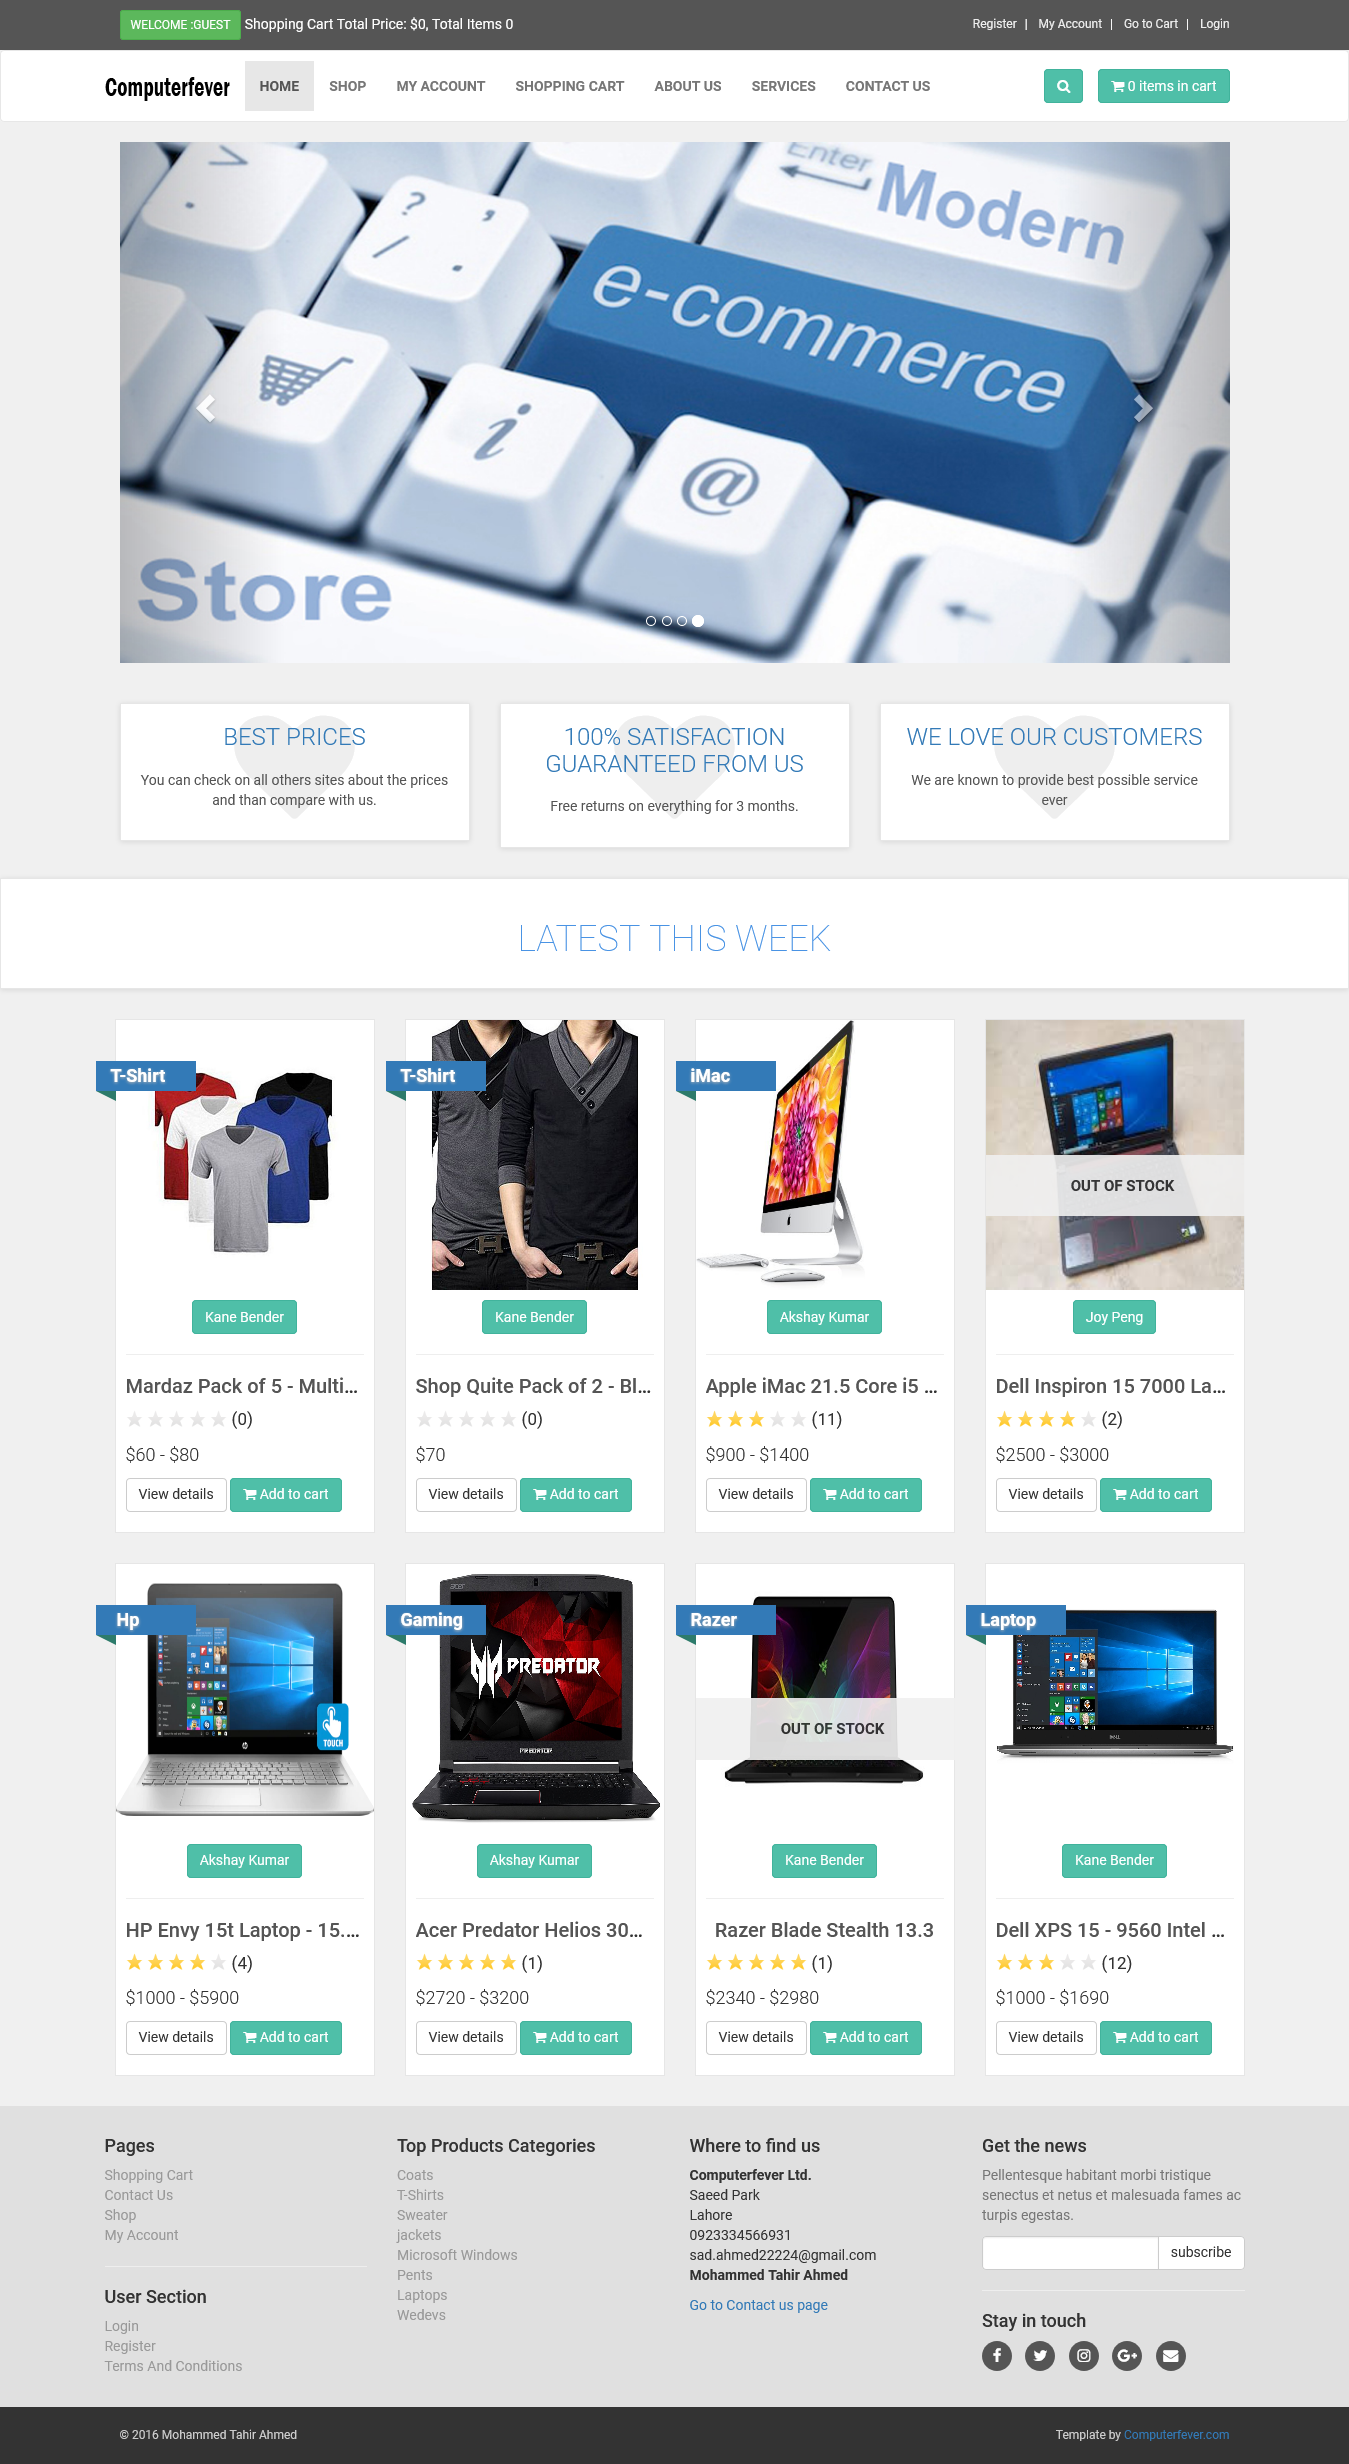 WELCOME :GUEST Shopping Cart Total Price: $0, Total Items 0
Register | My Account | Go to Cart | Login
Computerfever HOME SHOP MY ACCOUNT SHOPPING CART ABOUT US SERVICES CONTACT US
0 items in cart
Enter
Modern
e-commerce
Store
BEST PRICES
You can check on all others sites about the prices
and than compare with us.
100% SATISFACTION
GUARANTEED FROM US
Free returns on everything for 3 months.
WE LOVE OUR CUSTOMERS
We are known to provide best possible service
ever
LATEST THIS WEEK
T-Shirt
Kane Bender
Mardaz Pack of 5 - Multi...
(0)
$60 - $80
View details Add to cart
T-Shirt
Kane Bender
Shop Quite Pack of 2 - Bl...
(0)
$70
View details Add to cart
iMac
Akshay Kumar
Apple iMac 21.5 Core i5 ...
(11)
$900 - $1400
View details Add to cart
OUT OF STOCK
Joy Peng
Dell Inspiron 15 7000 La...
(2)
$2500 - $3000
View details Add to cart
Hp
TOUCH
Akshay Kumar
HP Envy 15t Laptop - 15....
(4)
$1000 - $5900
View details Add to cart
Gaming
acer
PREDATOR
PREDATOR
Akshay Kumar
Acer Predator Helios 30...
(1)
$2720 - $3200
View details Add to cart
Razer
OUT OF STOCK
Kane Bender
Razer Blade Stealth 13.3
(1)
$2340 - $2980
View details Add to cart
Laptop
DELL
Kane Bender
Dell XPS 15 - 9560 Intel ...
(12)
$1000 - $1690
View details Add to cart
Pages
Shopping Cart
Contact Us
Shop
My Account
User Section
Login
Register
Terms And Conditions
Top Products Categories
Coats
T-Shirts
Sweater
jackets
Microsoft Windows
Pents
Laptops
Wedevs
Where to find us
Computerfever Ltd.
Saeed Park
Lahore
0923334566931
sad.ahmed22224@gmail.com
Mohammed Tahir Ahmed
Go to Contact us page
Get the news
Pellentesque habitant morbi tristique
senectus et netus et malesuada fames ac
turpis egestas.
subscribe
Stay in touch
© 2016 Mohammed Tahir Ahmed
Template by Computerfever.com